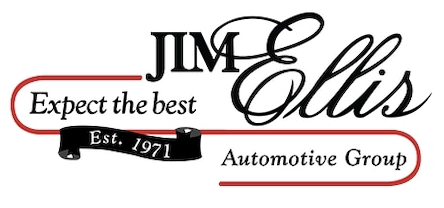 JIM Ellis
Expect the best
Est. 1971
Automotive Group